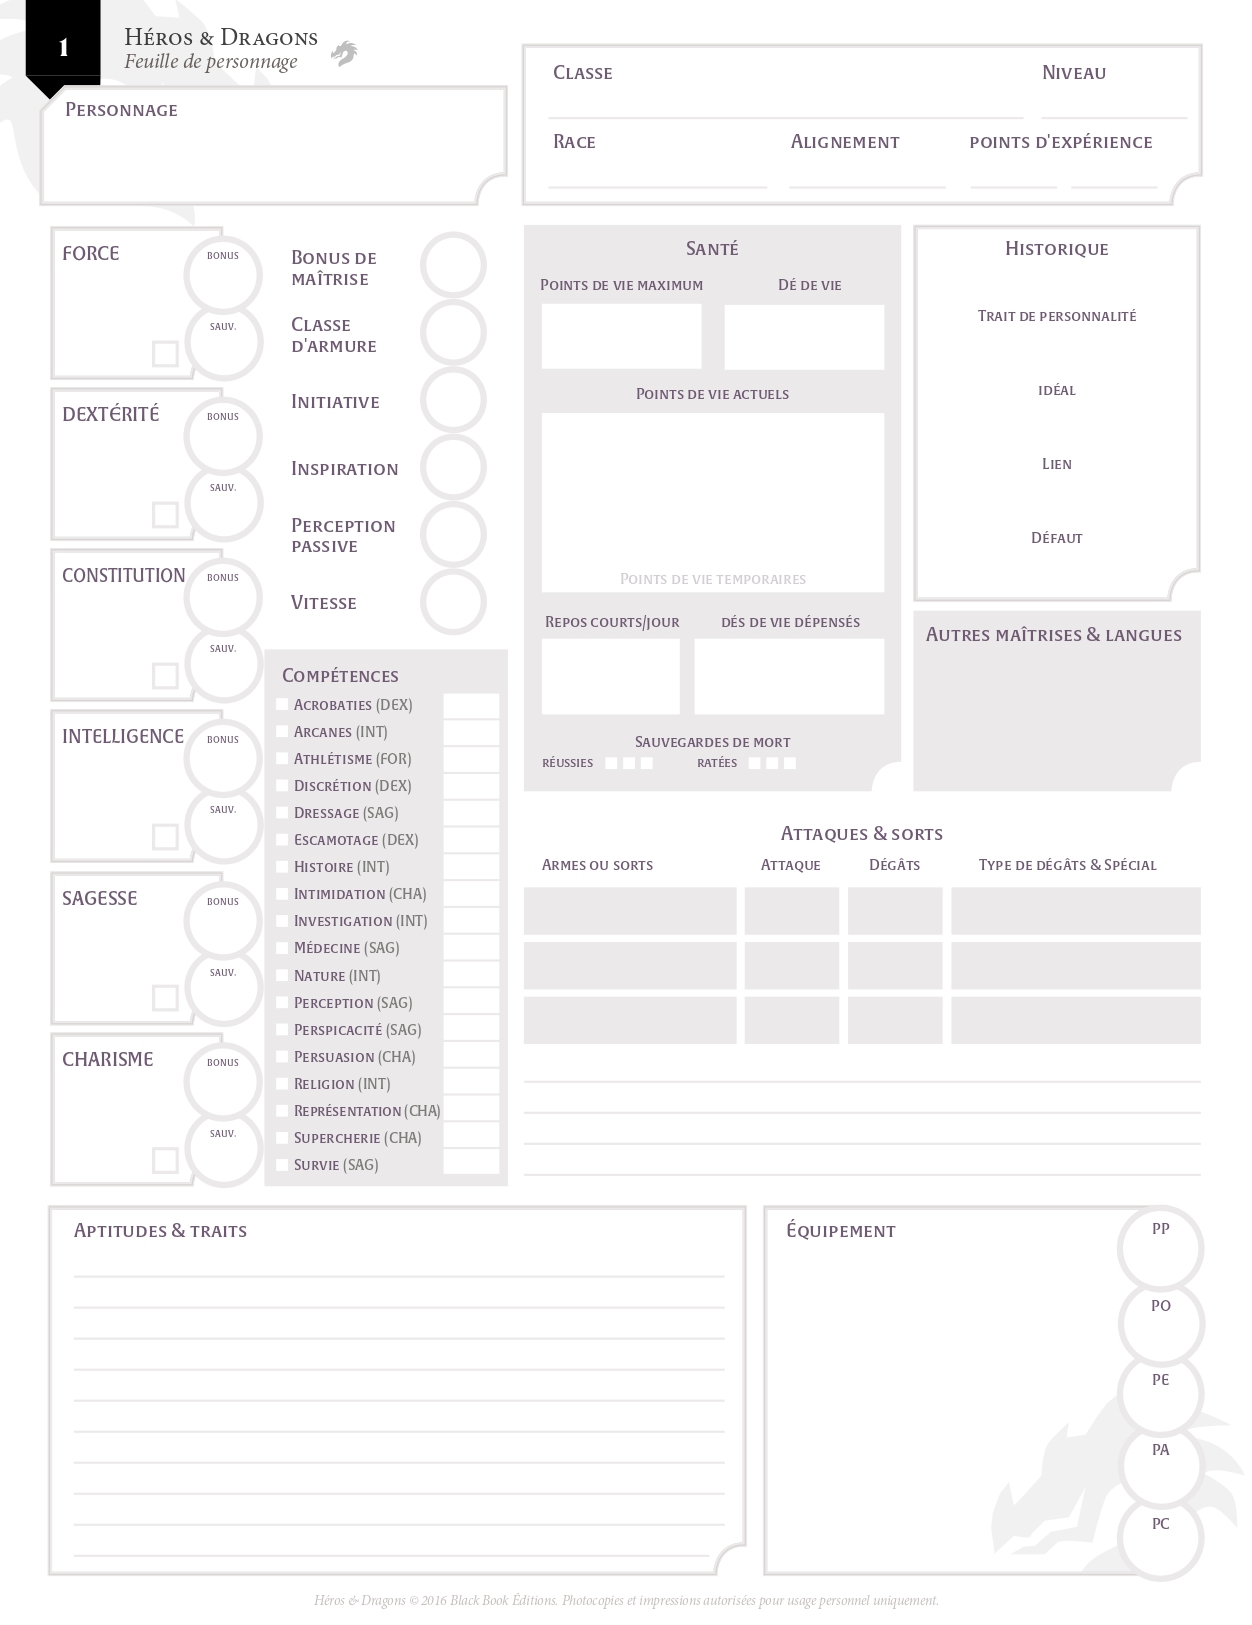 1
Héros & Dragons
Feuille de personnage
Personnage
Classe
Niveau
Race
Alignement
points d'expérience
FORCE
BONUS
SAUV.
DEXTÉRITÉ
BONUS
SAUV.
CONSTITUTION
BONUS
SAUV.
INTELLIGENCE
BONUS
SAUV.
SAGESSE
BONUS
SAUV.
CHARISME
BONUS
SAUV.
Bonus de
maîtrise
Classe
d'armure
Initiative
Inspiration
Perception
passive
Vitesse
Compétences
Acrobaties (DEX)
Arcanes (INT)
Athlétisme (FOR)
Discrétion (DEX)
Dressage (SAG)
Escamotage (DEX)
Histoire (INT)
Intimidation (CHA)
Investigation (INT)
Médecine (SAG)
Nature (INT)
Perception (SAG)
Perspicacité (SAG)
Persuasion (CHA)
Religion (INT)
Représentation (CHA)
Supercherie (CHA)
Survie (SAG)
Santé
Points de vie maximum
Dé de vie
Points de vie actuels
Points de vie temporaires
Repos courts/jour
dés de vie dépensés
Sauvegardes de mort
réussies
ratées
Historique
Trait de personnalité
idéal
Lien
Défaut
Autres maîtrises & langues
Attaques & sorts
Armes ou sorts
Attaque
Dégâts
Type de dégâts & Spécial
Aptitudes & traits
Équipement
PP
PO
PE
PA
PC
Héros & Dragons © 2016 Black Book Éditions. Photocopies et impressions autorisées pour usage personnel uniquement.